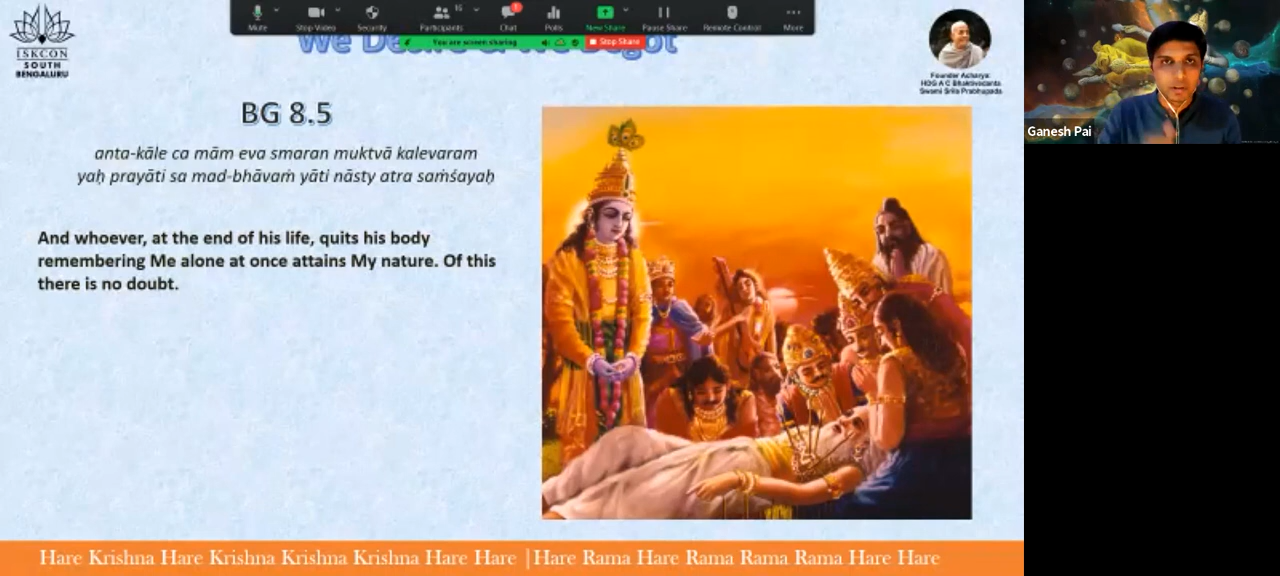 Mute
Stop Video
Security
Participants
16
Chat
1
Polls
New Share
Pause Share
Remote Control
More
You are screen sharing
Stop Share
We De
ISKCON
SOUTH
BENGALURU
Founder Acharya:
HDG A C Bhaktivedanta
Swami Srila Prabhupada
BG 8.5
anta-kāle ca mām eva smaran muktvā kalevaram
yaḥ prayāti sa mad-bhāvaṁ yāti nāsty atra saṁśayaḥ
And whoever, at the end of his life, quits his body
remembering Me alone at once attains My nature. Of this
there is no doubt.
Ganesh Pai
Hare Krishna Hare Krishna Krishna Krishna Hare Hare |Hare Rama Hare Rama Rama Rama Hare Hare